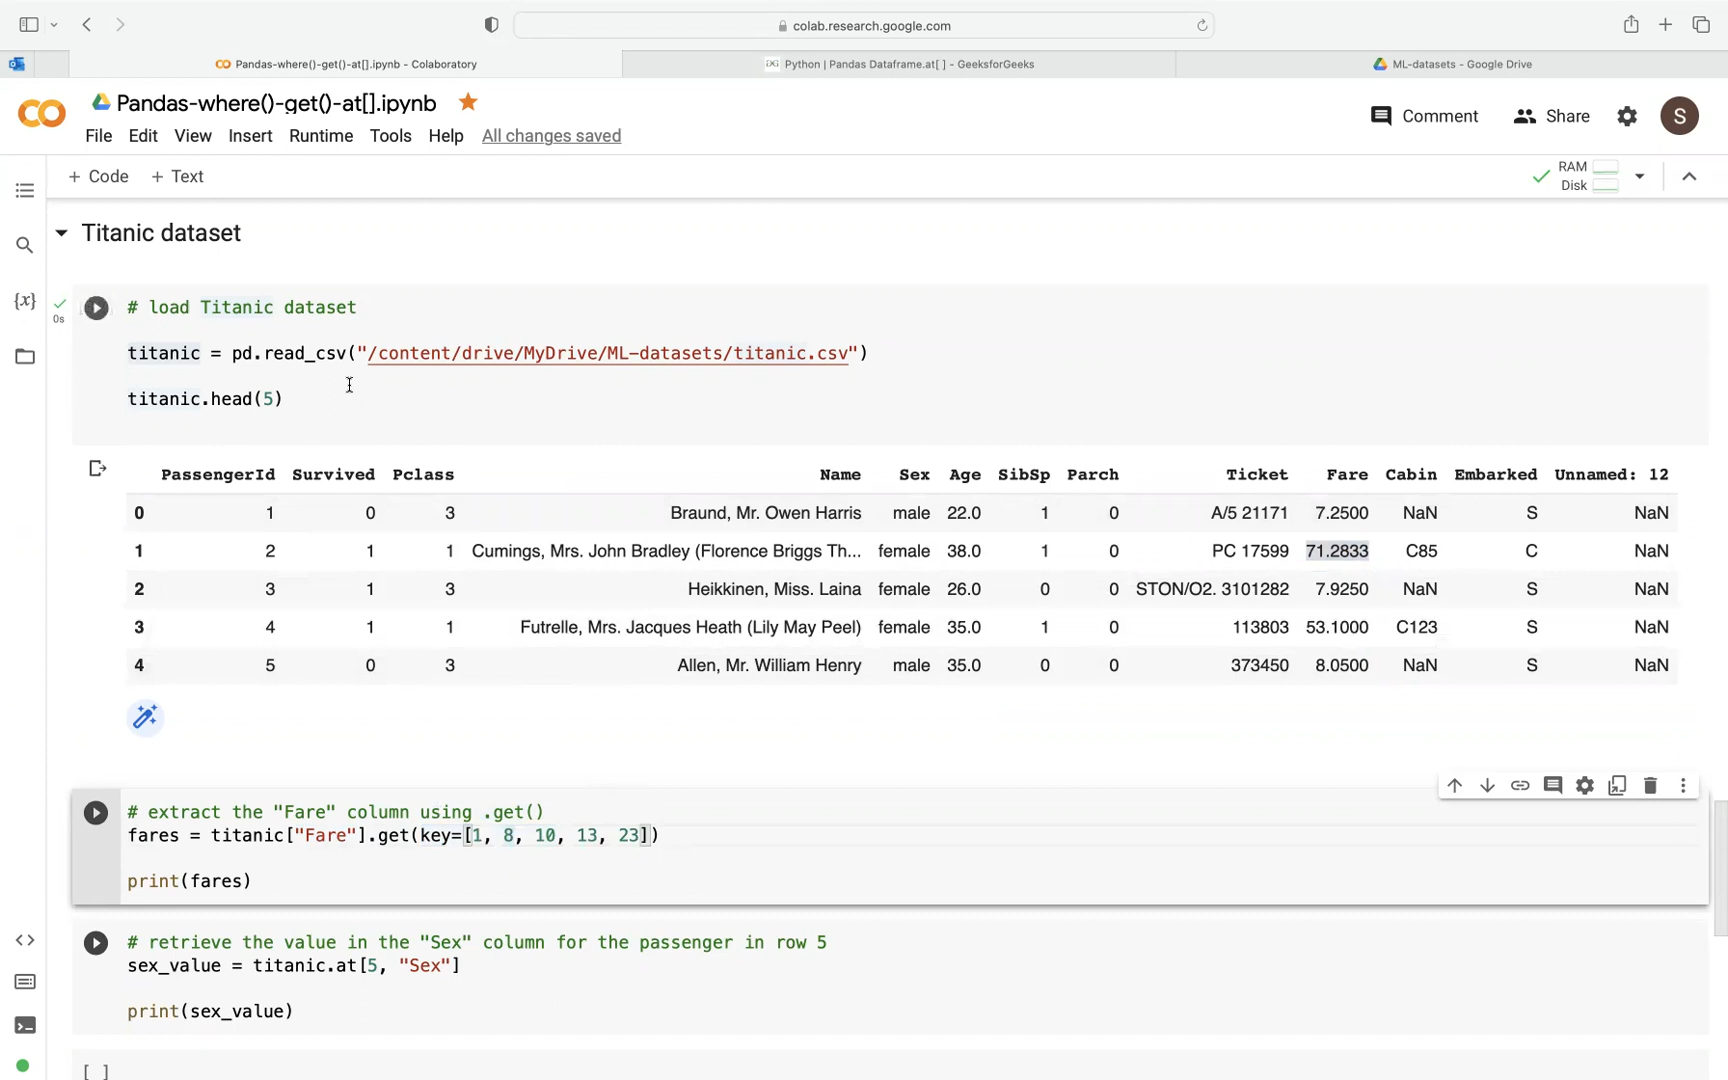 colab.research.google.com
Pandas-where()-get()-at[].ipynb - Colaboratory
Python | Pandas Dataframe.at[ ] - GeeksforGeeks
ML-datasets - Google Drive
Pandas-where()-get()-at[].ipynb
Comment
Share
S
File Edit View Insert Runtime Tools Help All changes saved
+ Code + Text
RAM
Disk
Titanic dataset
{x}
0s
# load Titanic dataset
titanic = pd.read_csv("/content/drive/MyDrive/ML-datasets/titanic.csv")
titanic.head(5)
PassengerId Survived Pclass Name Sex Age SibSp Parch Ticket Fare Cabin Embarked Unnamed: 12
0 1 0 3 Braund, Mr. Owen Harris male 22.0 1 0 A/5 21171 7.2500 NaN S NaN
1 2 1 1 Cumings, Mrs. John Bradley (Florence Briggs Th... female 38.0 1 0 PC 17599 71.2833 C85 C NaN
2 3 1 3 Heikkinen, Miss. Laina female 26.0 0 0 STON/O2. 3101282 7.9250 NaN S NaN
3 4 1 1 Futrelle, Mrs. Jacques Heath (Lily May Peel) female 35.0 1 0 113803 53.1000 C123 S NaN
4 5 0 3 Allen, Mr. William Henry male 35.0 0 0 373450 8.0500 NaN S NaN
# extract the "Fare" column using .get()
fares = titanic["Fare"].get(key=[1, 8, 10, 13, 23])
print(fares)
# retrieve the value in the "Sex" column for the passenger in row 5
sex_value = titanic.at[5, "Sex"]
print(sex_value)
[ ]